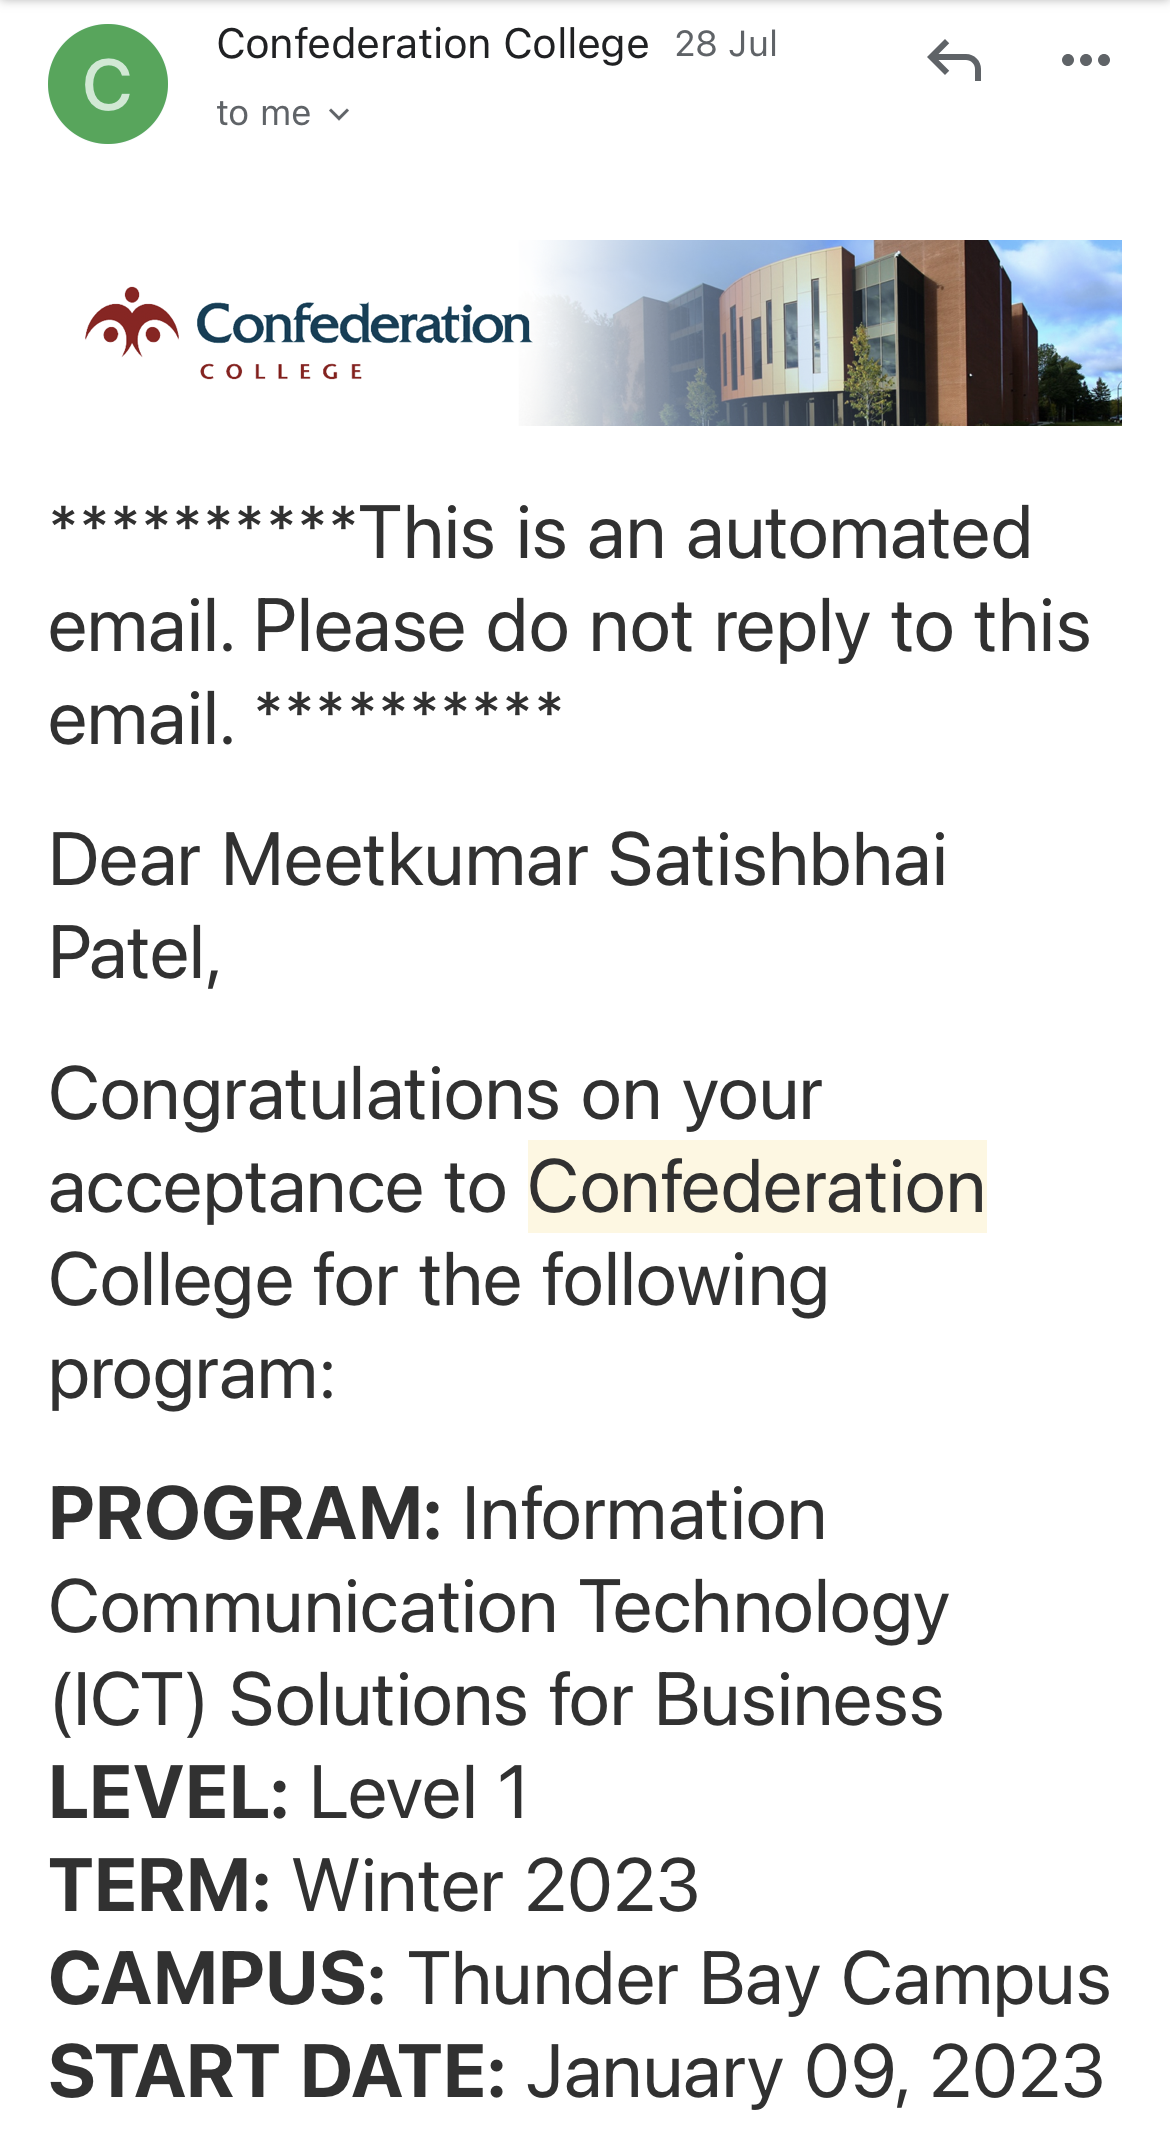 C
Confederation College 28 Jul
to me
Confederation
COLLEGE
**********This is an automated
email. Please do not reply to this
email. **********
Dear Meetkumar Satishbhai
Patel,
Congratulations on your
acceptance to Confederation
College for the following
program:
PROGRAM: Information
Communication Technology
(ICT) Solutions for Business
LEVEL: Level 1
TERM: Winter 2023
CAMPUS: Thunder Bay Campus
START DATE: January 09, 2023